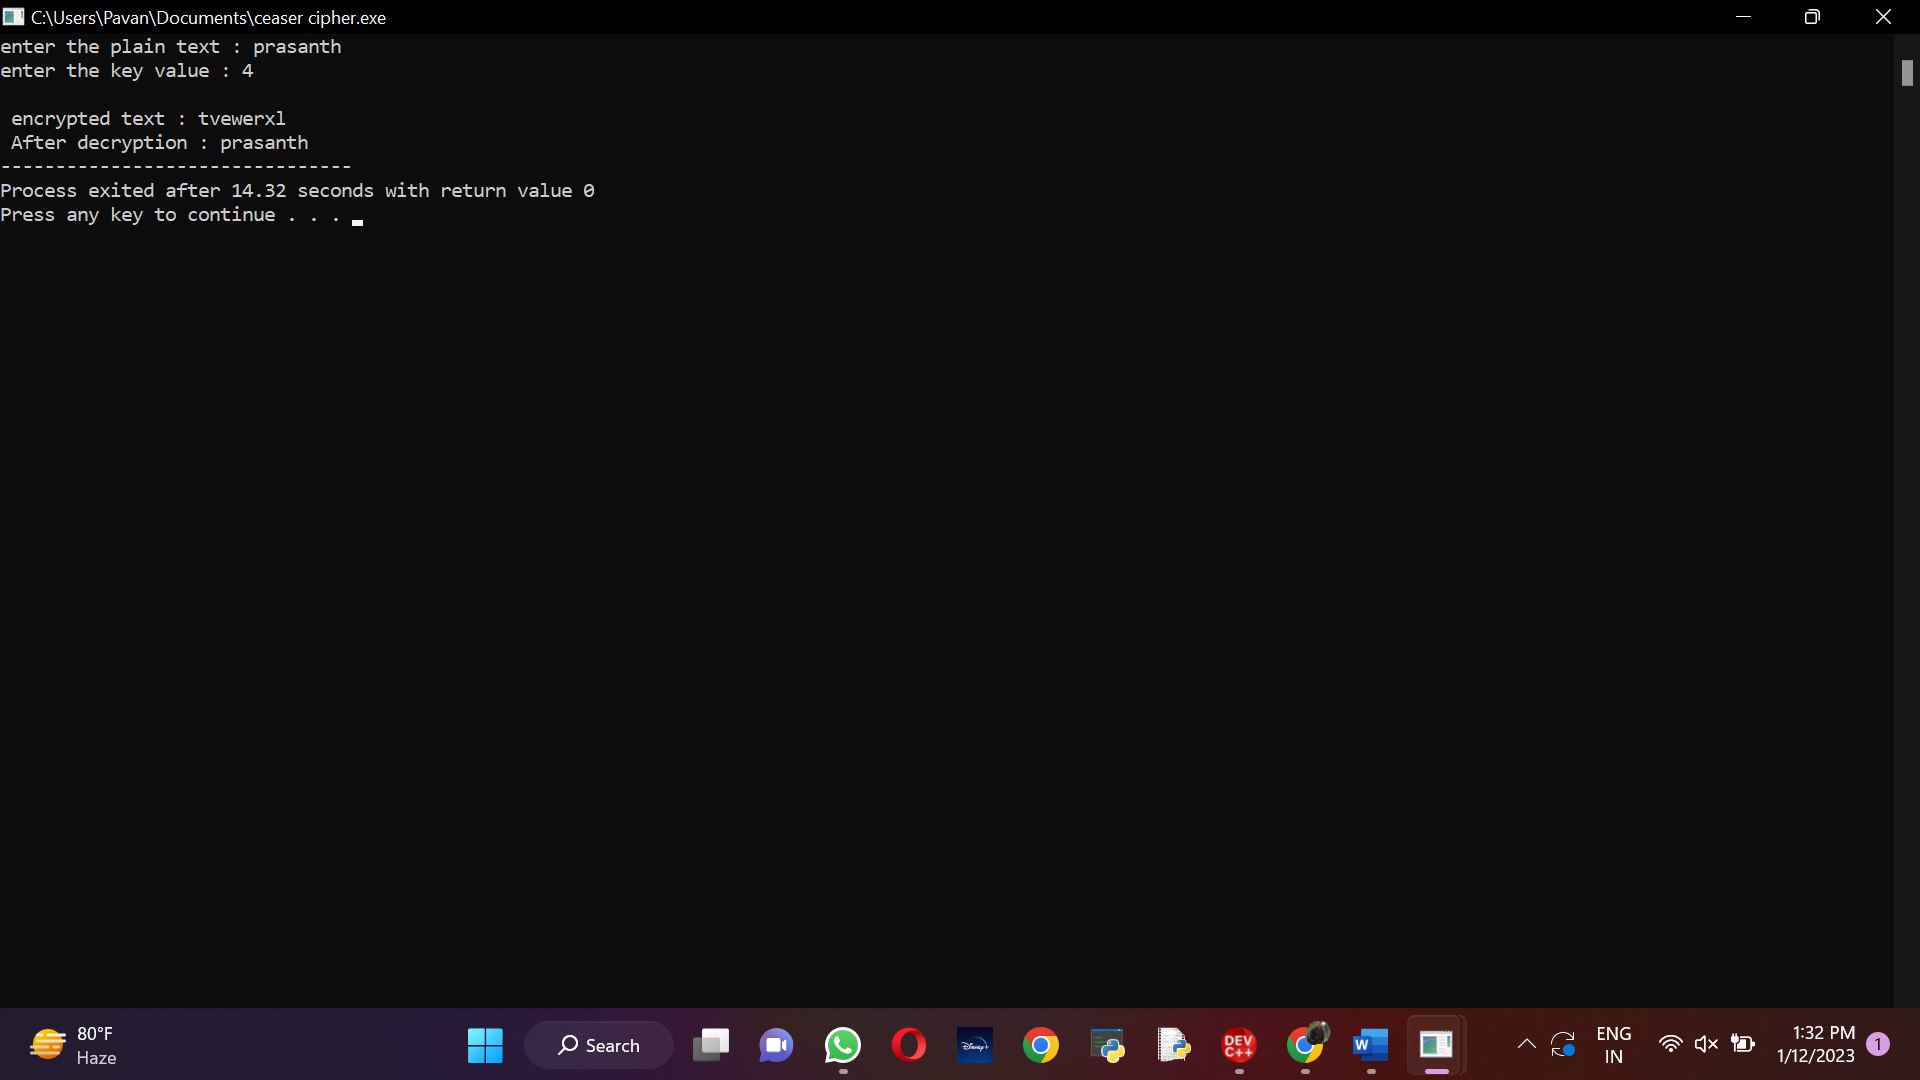 C:\Users\Pavan\Documents\ceaser cipher.exe
enter the plain text : prasanth
enter the key value : 4
encrypted text : tvewerxl
After decryption : prasanth
--------------------------------
Process exited after 14.32 seconds with return value 0
Press any key to continue . . .
80°F
Haze
Search
Disney+
DEV
C++
W
ENG
IN
1:32 PM
1/12/2023
1